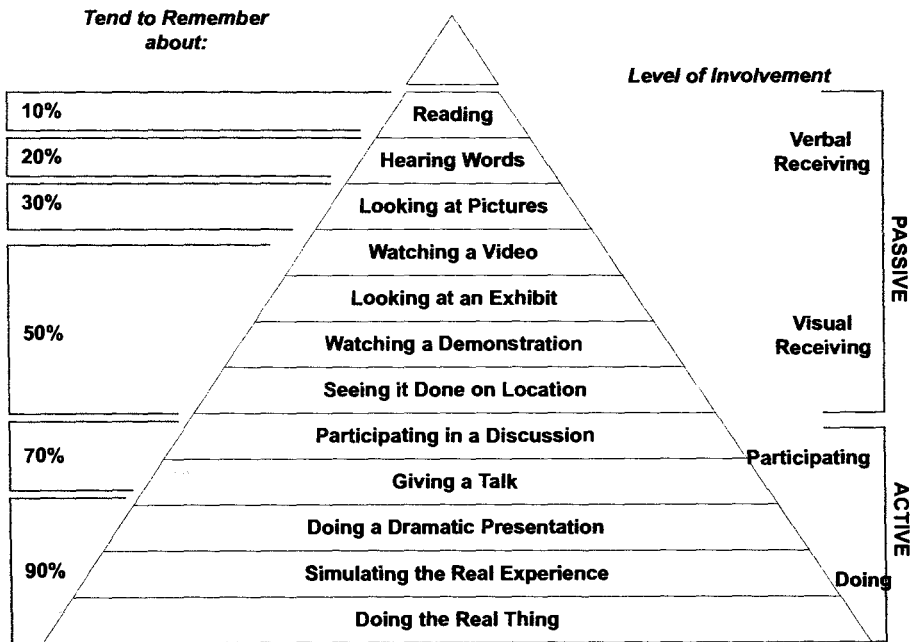 Tend to Remember
about:
Level of Involvement
10%
Reading
20%
Hearing Words
Verbal
Receiving
30%
Looking at Pictures
Watching a Video
PASSIVE
Looking at an Exhibit
50%
Watching a Demonstration
Visual
Receiving
Seeing it Done on Location
70%
Participating in a Discussion
Participating
Giving a Talk
ACTIVE
Doing a Dramatic Presentation
90%
Simulating the Real Experience
Doing
Doing the Real Thing